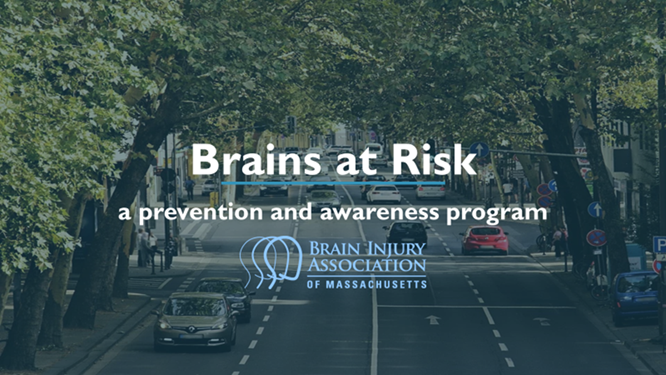 Brains at Risk
a prevention and awareness program
BRAIN INJURY
ASSOCIATION
OF MASSACHUSETTS
P